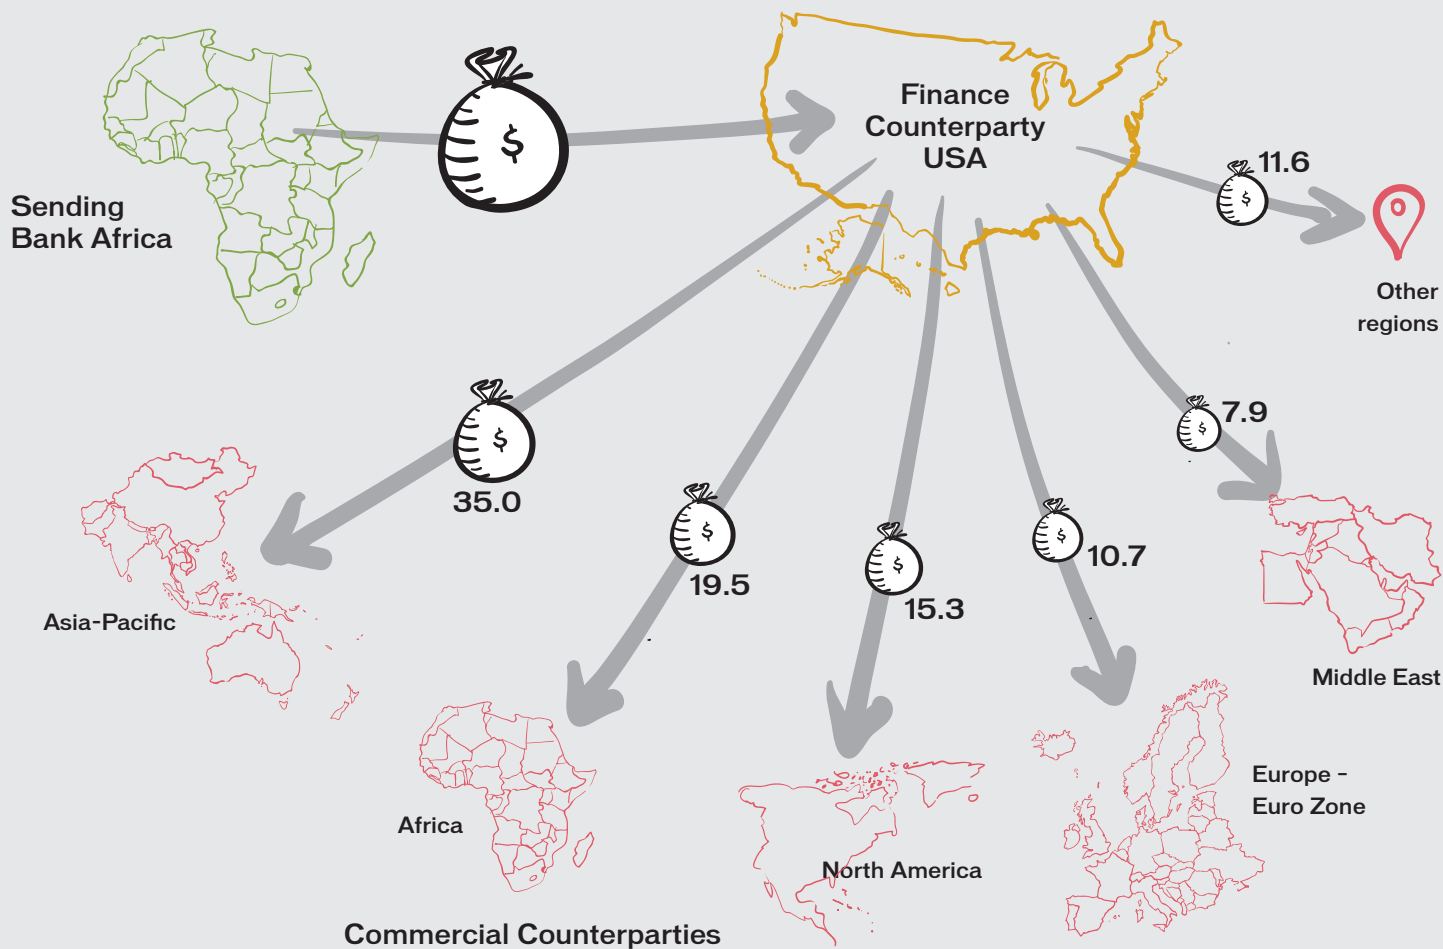 Finance
Counterparty
USA
Sending
Bank Africa
$
$
11.6
Other
regions
$
35.0
$
19.5
$
15.3
$
10.7
$
7.9
Asia-Pacific
Africa
North America
Europe -
Euro Zone
Middle East
Commercial Counterparties